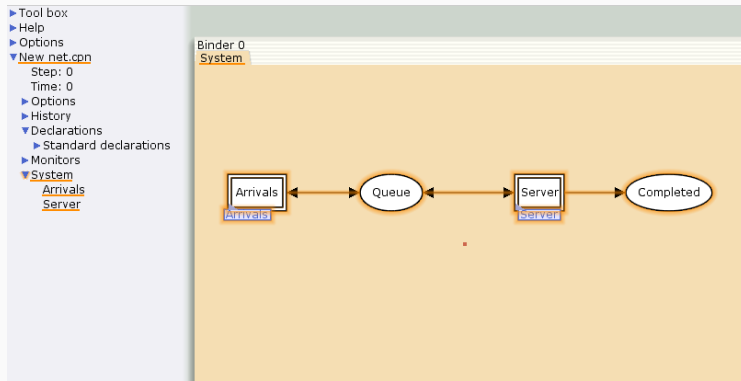 Tool box
Help
Options
New net.cpn
Step: 0
Time: 0
Options
History
Declarations
Standard declarations
Monitors
System
Arrivals
Server
Binder 0
System
Arrivals
Queue
Server
Completed
Arrivals
Server